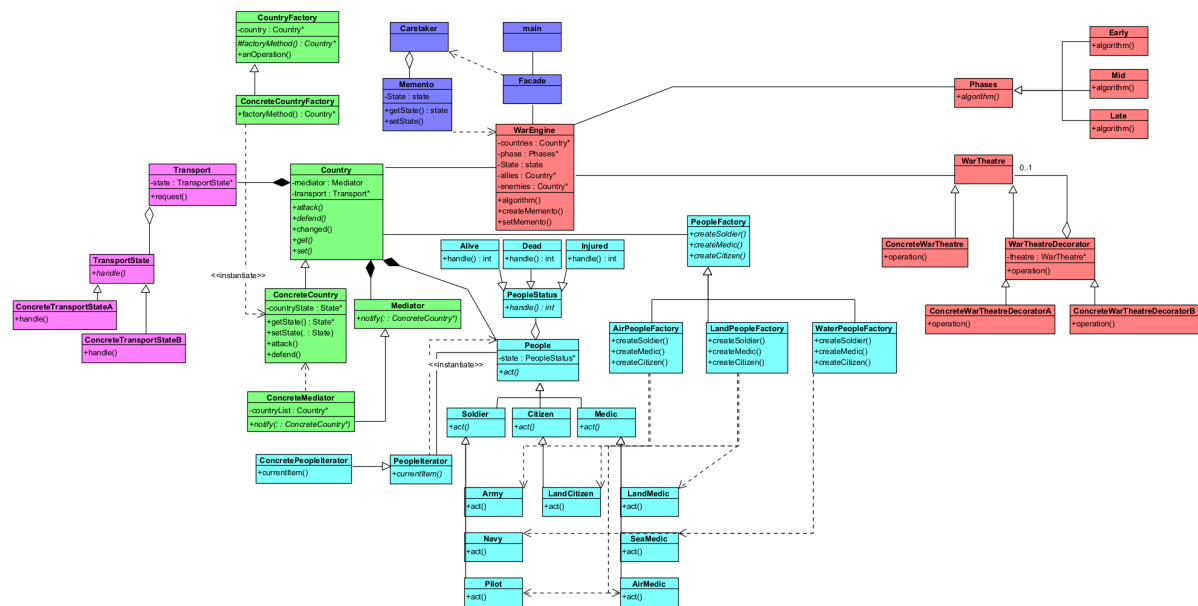 CountryFactory
-country : Country*
#factoryMethod() : Country*
+anOperation()
ConcreteCountryFactory
+factoryMethod() : Country*
Caretaker
main
Memento
-State : state
+getState() : state
+setState()
Facade
WarEngine
-countries : Country*
-phase : Phases*
-State : state
-allies : Country*
-enemies : Country*
+algorithm()
+createMemento()
+setMemento()
Phases
+algorithm()
Early
+algorithm()
Mid
+algorithm()
Late
+algorithm()
Transport
-state : TransportState*
+request()
Country
-mediator : Mediator
-transport : Transport*
+attack()
+defend()
+changed()
+get()
+set()
WarTheatre
0..1
PeopleFactory
+createSoldier()
+createMedic()
+createCitizen()
ConcreteWarTheatre
+operation()
WarTheatreDecorator
-theatre : WarTheatre*
+operation()
Alive
+handle() : int
Dead
+handle() : int
Injured
+handle() : int
TransportState
+handle()
<<instantiate>>
PeopleStatus
+handle() : int
ConcreteTransportStateA
+handle()
ConcreteTransportStateB
+handle()
ConcreteCountry
-countryState : State*
+getState() : State*
+setState(. : State)
+attack()
+defend()
Mediator
+notify(: : ConcreteCountry*)
ConcreteWarTheatreDecoratorA
+operation()
ConcreteWarTheatreDecoratorB
+operation()
AirPeopleFactory
+createSoldier()
+createMedic()
+createCitizen()
LandPeopleFactory
+createSoldier()
+createMedic()
+createCitizen()
WaterPeopleFactory
+createSoldier()
+createMedic()
+createCitizen()
People
-state : PeopleStatus*
+act()
<<instantiate>>
ConcreteMediator
-countryList : Country*
+notify(: : ConcreteCountry*)
Soldier
+act()
Citizen
+act()
Medic
+act()
ConcretePeopleIterator
+currentItem()
PeopleIterator
+currentItem()
Army
+act()
LandCitizen
+act()
LandMedic
+act()
Navy
+act()
SeaMedic
+act()
Pilot
+act()
AirMedic
+act()